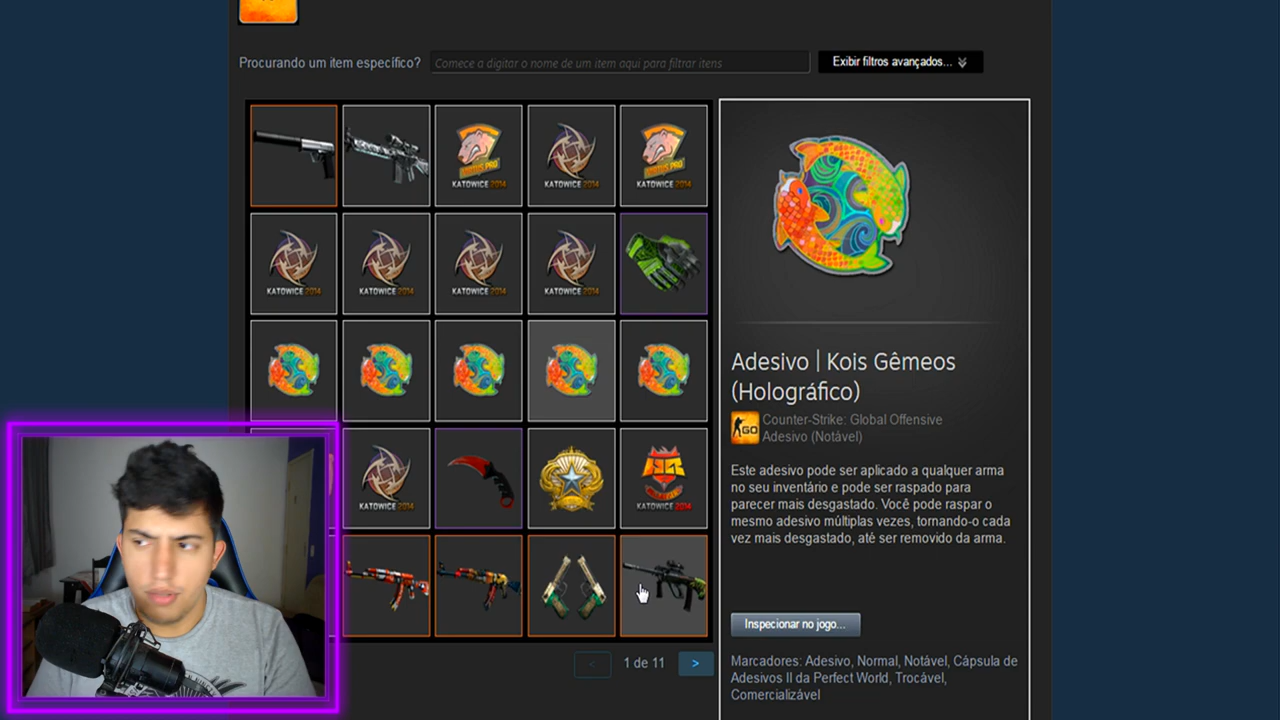 Procurando um item específico?
Comece a digitar o nome de um item aqui para filtrar itens
Exibir filtros avançados...
KATOWICE 2014
KATOWICE 2014
KATOWICE 2014
KATOWICE 2014
KATOWICE 2014
KATOWICE 2014
KATOWICE 2014
KATOWICE 2014
KATOWICE 2014
1 de 11
>
Adesivo | Kois Gêmeos
(Holográfico)
GO
Counter-Strike: Global Offensive
Adesivo (Notável)
Este adesivo pode ser aplicado a qualquer arma
no seu inventário e pode ser raspado para
parecer mais desgastado. Você pode raspar o
mesmo adesivo múltiplas vezes, tornando-o cada
vez mais desgastado, até ser removido da arma.
Inspecionar no jogo...
Marcadores: Adesivo, Normal, Notável, Cápsula de
Adesivos II da Perfect World, Trocável,
Comercializável